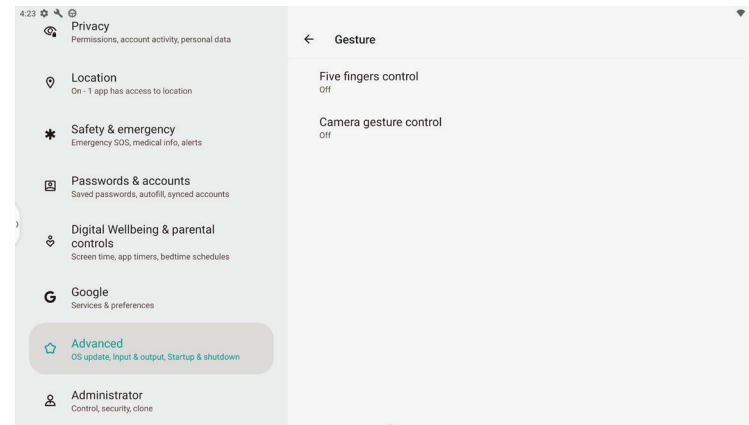 4:23
Privacy
Permissions, account activity, personal data
Location
On - 1 app has access to location
Safety & emergency
Emergency SOS, medical info, alerts
Passwords & accounts
Saved passwords, autofill, synced accounts
Digital Wellbeing & parental
controls
Screen time, app timers, bedtime schedules
Google
Services & preferences
Advanced
OS update, Input & output, Startup & shutdown
Administrator
Control, security, clone
Gesture
Five fingers control
Off
Camera gesture control
Off